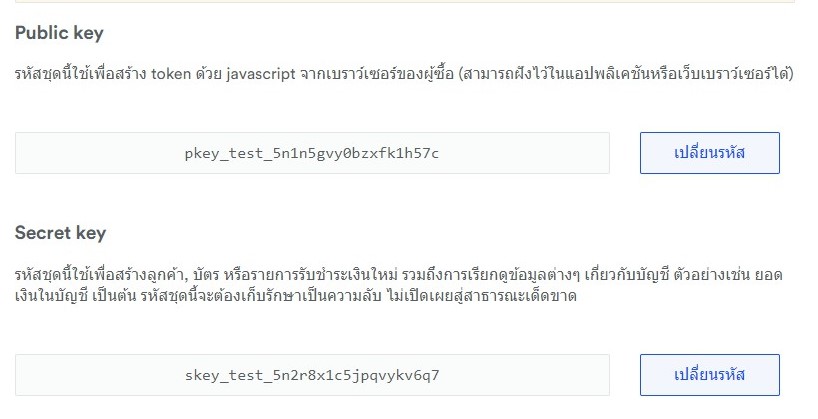 Public key
รหัสชุดนี้ใช้เพื่อสร้าง token ด้วย javascript จากเบราว์เซอร์ของผู้ซื้อ (สามารถฝังไว้ในแอปพลิเคชันหรือเว็บเบราว์เซอร์ได้)
pkey_test_5n1n5gvy0bzxfk1h57c
เปลี่ยนรหัส
Secret key
รหัสชุดนี้ใช้เพื่อสร้างลูกค้า, บัตร หรือรายการรับชำระเงินใหม่ รวมถึงการเรียกดูข้อมูลต่างๆ เกี่ยวกับบัญชี ตัวอย่างเช่น ยอด
เงินในบัญชี เป็นต้น รหัสชุดนี้จะต้องเก็บรักษาเป็นความลับ ไม่เปิดเผยสู่สาธารณะเด็ดขาด
skey_test_5n2r8x1c5jpqvykv6q7
เปลี่ยนรหัส